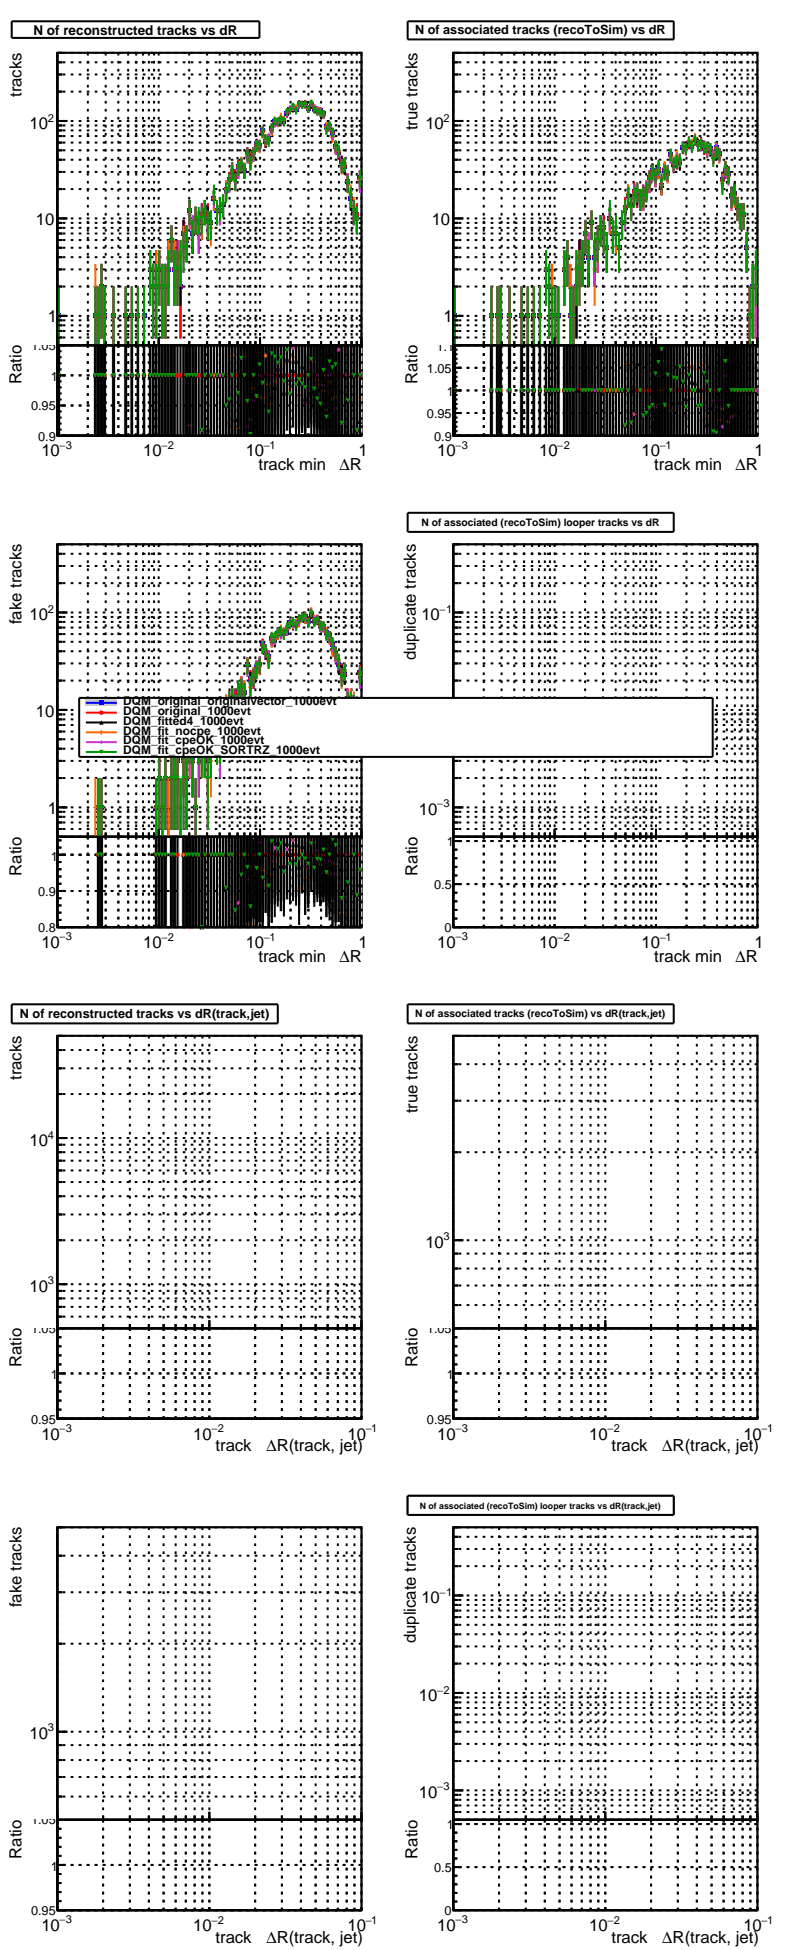 N of reconstructed tracks vs dR
N of associated tracks (recoToSim) vs dR
tracks
10²
10
1
Ratio
1.05
1
0.95
0.9
10⁻³ 10⁻² 10⁻¹ 1
track min ΔR
true tracks
10²
10
1
Ratio
1.1
1.05
1
0.95
0.9
10⁻³ 10⁻² 10⁻¹ 1
track min ΔR
N of associated (recoToSim) looper tracks vs dR
fake tracks
10²
10
1
Ratio
1
0.9
0.8
10⁻³ 10⁻² 10⁻¹ 1
track min ΔR
duplicate tracks
10⁻¹
10⁻³
Ratio
1
0.5
0
10⁻³ 10⁻² 10⁻¹ 1
track min ΔR
DQM_original_originalvector_1000evt
DQM_original_1000evt
DQM_fitted4_1000evt
DQM_fit_nocpe_1000evt
DQM_fit_cpeOK_1000evt
DQM_fit_cpeOK_SORTRZ_1000evt
N of reconstructed tracks vs dR(track,jet)
N of associated tracks (recoToSim) vs dR(track,jet)
tracks
10⁴
10³
Ratio
1.05
1
0.95
10⁻³ 10⁻² 10⁻¹
track ΔR(track, jet)
true tracks
10³
Ratio
1.05
1
0.95
10⁻³ 10⁻² 10⁻¹
track ΔR(track, jet)
N of associated (recoToSim) looper tracks vs dR(track,jet)
fake tracks
10³
Ratio
1.05
1
0.95
10⁻³ 10⁻² 10⁻¹
track ΔR(track, jet)
duplicate tracks
10⁻¹
10⁻²
10⁻³
Ratio
1
0.5
0
10⁻³ 10⁻² 10⁻¹
track ΔR(track, jet)